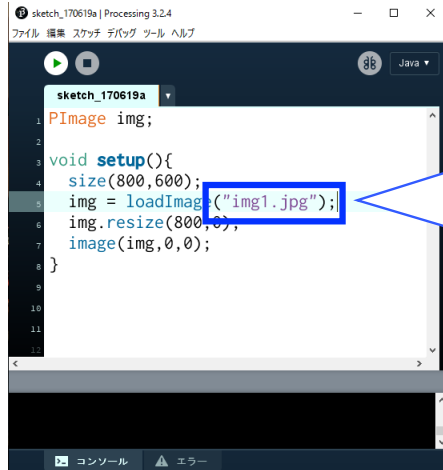 sketch_170619a | Processing 3.2.4
ファイル 編集 スケッチ デバッグ ツール ヘルプ
Java ▼
sketch_170619a ▼
1 PImage img;
2
3 void setup(){
4 size(800,600);
5 img = loadImage("img1.jpg");
6 img.resize(800,0);
7 image(img,0,0);
8 }
9
10
11
12
コンソール エラー